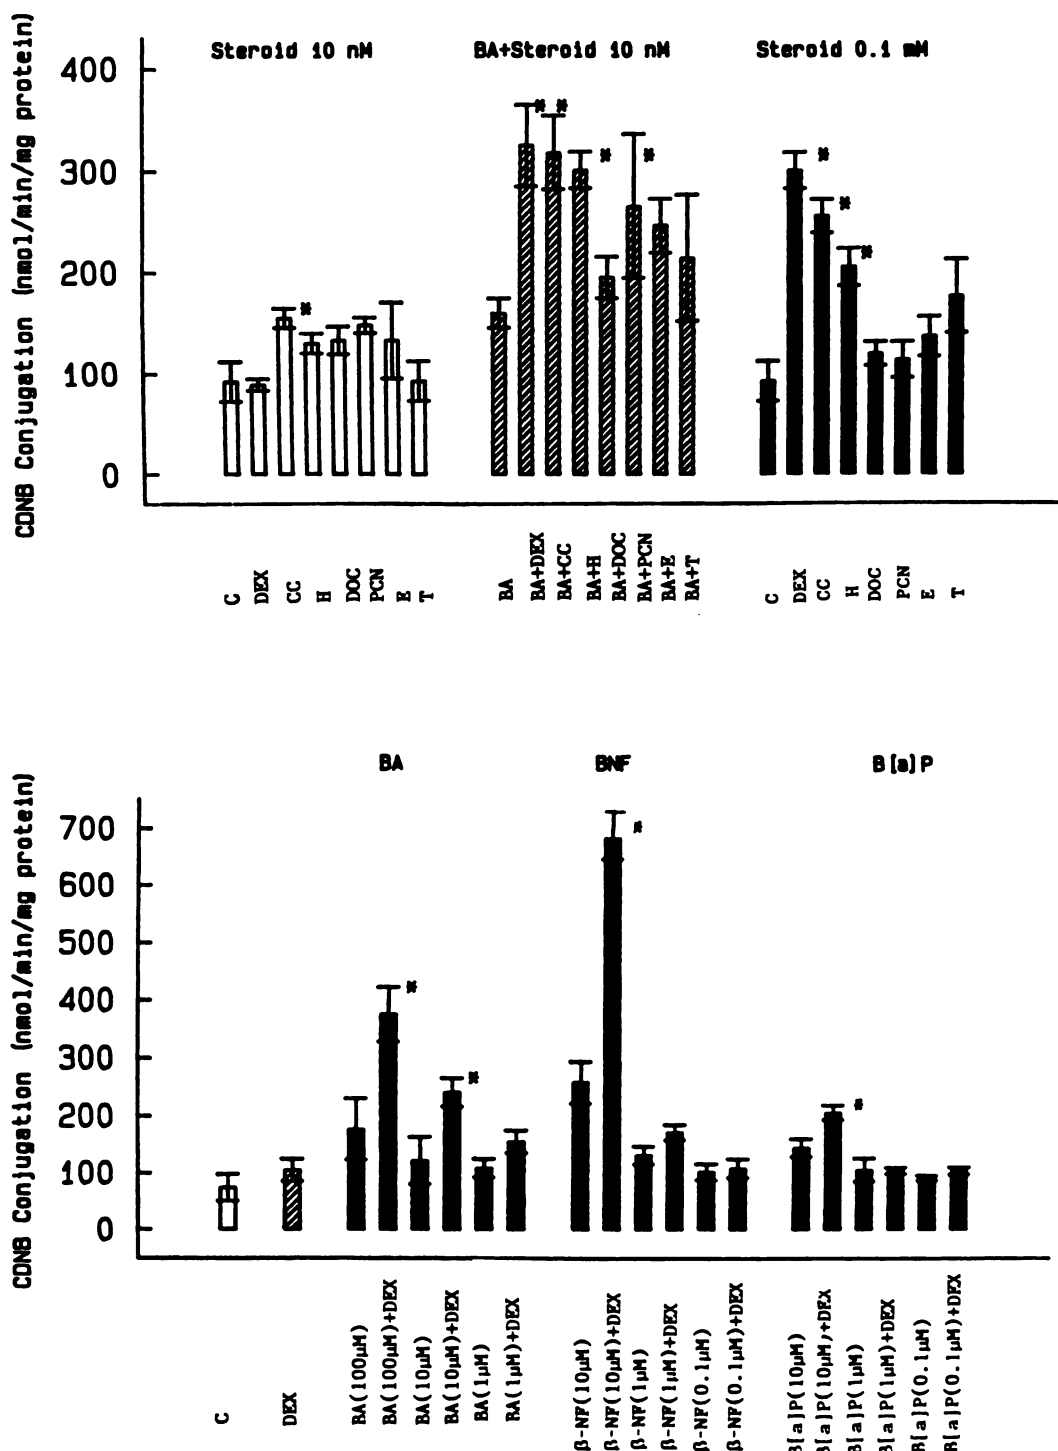 Steroid 10 nM
BA+Steroid 10 nM
Steroid 0.1 mM
CDNB Conjugation (nmol/min/mg protein)
400
300
200
100
0
* * * * * * * *
C
DEX
CC
H
DOC
PCN
E
T
BA
BA+DEX
BA+CC
BA+H
BA+DOC
BA+PCN
BA+E
BA+T
C
DEX
CC
H
DOC
PCN
E
T
BA
BNF
B[a]P
CDNB Conjugation (nmol/min/mg protein)
700
600
500
400
300
200
100
0
* * * *
C
DEX
BA(100µM)
BA(100µM)+DEX
BA(10µM)
BA(10µM)+DEX
BA(1µM)
BA(1µM)+DEX
β-NF(10µM)
β-NF(10µM)+DEX
β-NF(1µM)
β-NF(1µM)+DEX
β-NF(0.1µM)
β-NF(0.1µM)+DEX
B[a]P(10µM)
B[a]P(10µM)+DEX
B[a]P(1µM)
B[a]P(1µM)+DEX
B[a]P(0.1µM)
B[a]P(0.1µM)+DEX